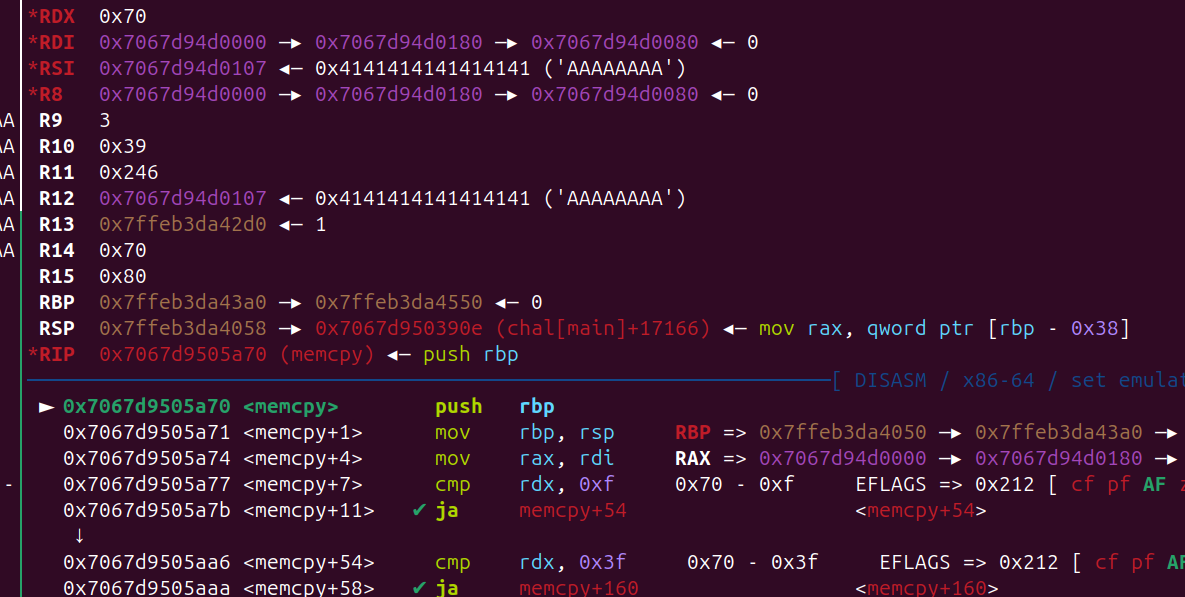 *RDX  0x70
*RDI  0x7067d94d0000 —▸ 0x7067d94d0180 —▸ 0x7067d94d0080 ◂— 0
*RSI  0x7067d94d0107 ◂— 0x4141414141414141 ('AAAAAAAA')
*R8   0x7067d94d0000 —▸ 0x7067d94d0180 —▸ 0x7067d94d0080 ◂— 0
AA R9   3
AA R10  0x39
AA R11  0x246
AA R12  0x7067d94d0107 ◂— 0x4141414141414141 ('AAAAAAAA')
AA R13  0x7ffeb3da42d0 ◂— 1
AA R14  0x70
R15  0x80
RBP  0x7ffeb3da43a0 —▸ 0x7ffeb3da4550 ◂— 0
RSP  0x7ffeb3da4058 —▸ 0x7067d950390e (chal[main]+17166) ◂— mov rax, qword ptr [rbp - 0x38]
*RIP  0x7067d9505a70 (memcpy) ◂— push rbp
[ DISASM / x86-64 / set emulat
► 0x7067d9505a70 <memcpy>        push   rbp
0x7067d9505a71 <memcpy+1>      mov    rbp, rsp     RBP => 0x7ffeb3da4050 —▸ 0x7ffeb3da43a0 —▸
0x7067d9505a74 <memcpy+4>      mov    rax, rdi     RAX => 0x7067d94d0000 —▸ 0x7067d94d0180 —▸
- 0x7067d9505a77 <memcpy+7>      cmp    rdx, 0xf     0x70 - 0xf     EFLAGS => 0x212 [ cf pf AF z
0x7067d9505a7b <memcpy+11>   ✔ ja     memcpy+54                   <memcpy+54>
↓
0x7067d9505aa6 <memcpy+54>     cmp    rdx, 0x3f     0x70 - 0x3f     EFLAGS => 0x212 [ cf pf AF
0x7067d9505aaa <memcpy+58>   ✔ ja     memcpy+160                  <memcpy+160>